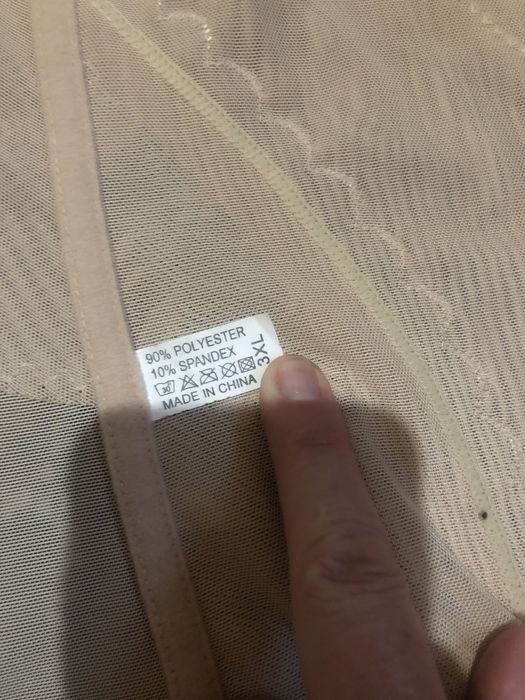 90% POLYESTER
10% SPANDEX
MADE IN CHINA
3XL